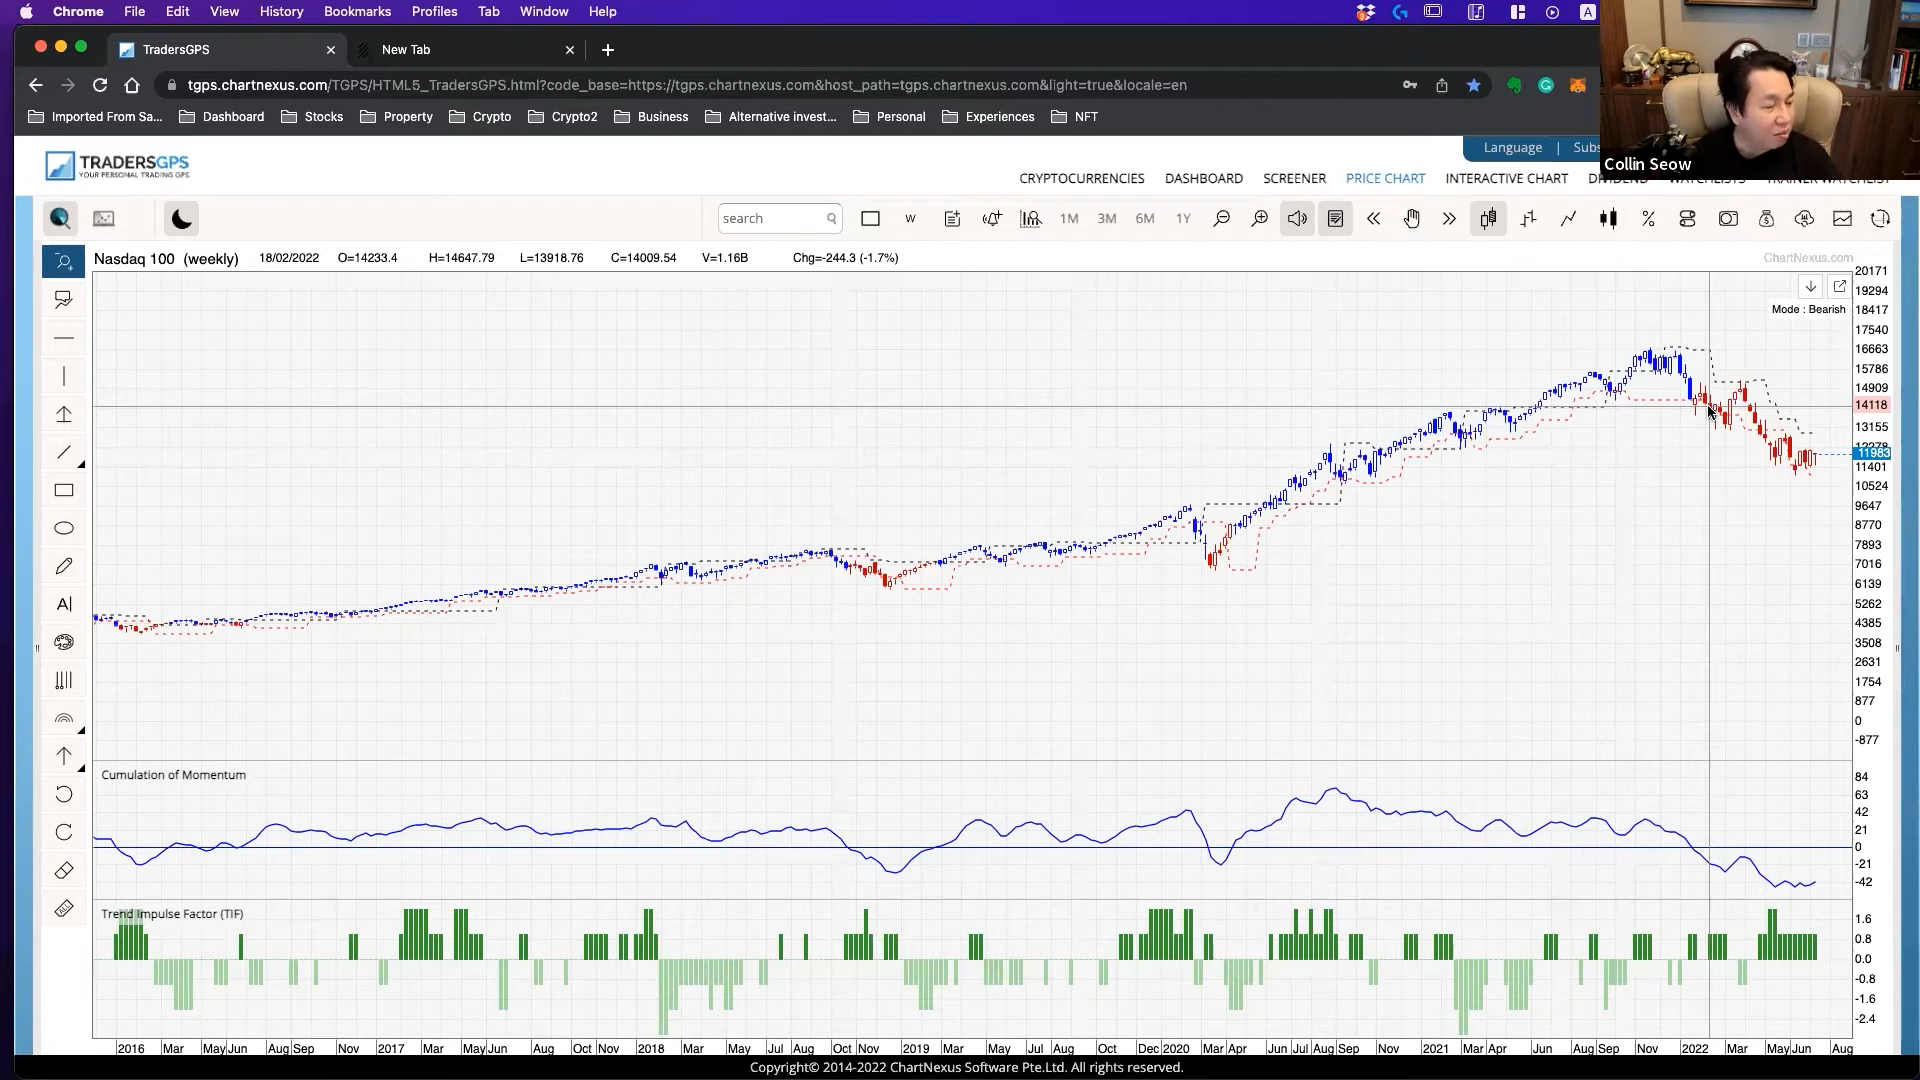 Chrome File Edit View History Bookmarks Profiles Tab Window Help
TradersGPS New Tab
tgps.chartnexus.com/TGPS/HTML5_TradersGPS.html?code_base=https://tgps.chartnexus.com&host_path=tgps.chartnexus.com&light=true&locale=en
Imported From Sa... Dashboard Stocks Property Crypto Crypto2 Business Alternative invest... Personal Experiences NFT
Language | Subs
Collin Seow
TRADERSGPS
YOUR PERSONAL TRADING GPS
CRYPTOCURRENCIES DASHBOARD SCREENER PRICE CHART INTERACTIVE CHART DIVIDEND WATCHLISTS TRAINER WATCHLIST
search W 1M 3M 6M 1Y
Nasdaq 100 (weekly) 18/02/2022 O=14233.4 H=14647.79 L=13918.76 C=14009.54 V=1.16B Chg=-244.3 (-1.7%)
ChartNexus.com
Mode : Bearish
20171
19294
18417
17540
16663
15786
14909
14118
13155
12278
11983
11401
10524
9647
8770
7893
7016
6139
5262
4385
3508
2631
1754
877
0
-877
Cumulation of Momentum
84
63
42
21
0
-21
-42
Trend Impulse Factor (TIF)
1.6
0.8
0.0
-0.8
-1.6
-2.4
2016 Mar May Jun Aug Sep Nov 2017 Mar May Jun Aug Oct Nov 2018 Mar May Jul Aug Oct Nov 2019 Mar May Jul Aug Oct Dec 2020 Mar Apr Jun Jul Aug Sep Nov 2021 Mar Apr Jun Aug Sep Nov 2022 Mar May Jun Aug
Copyright© 2014-2022 ChartNexus Software Pte.Ltd. All rights reserved.